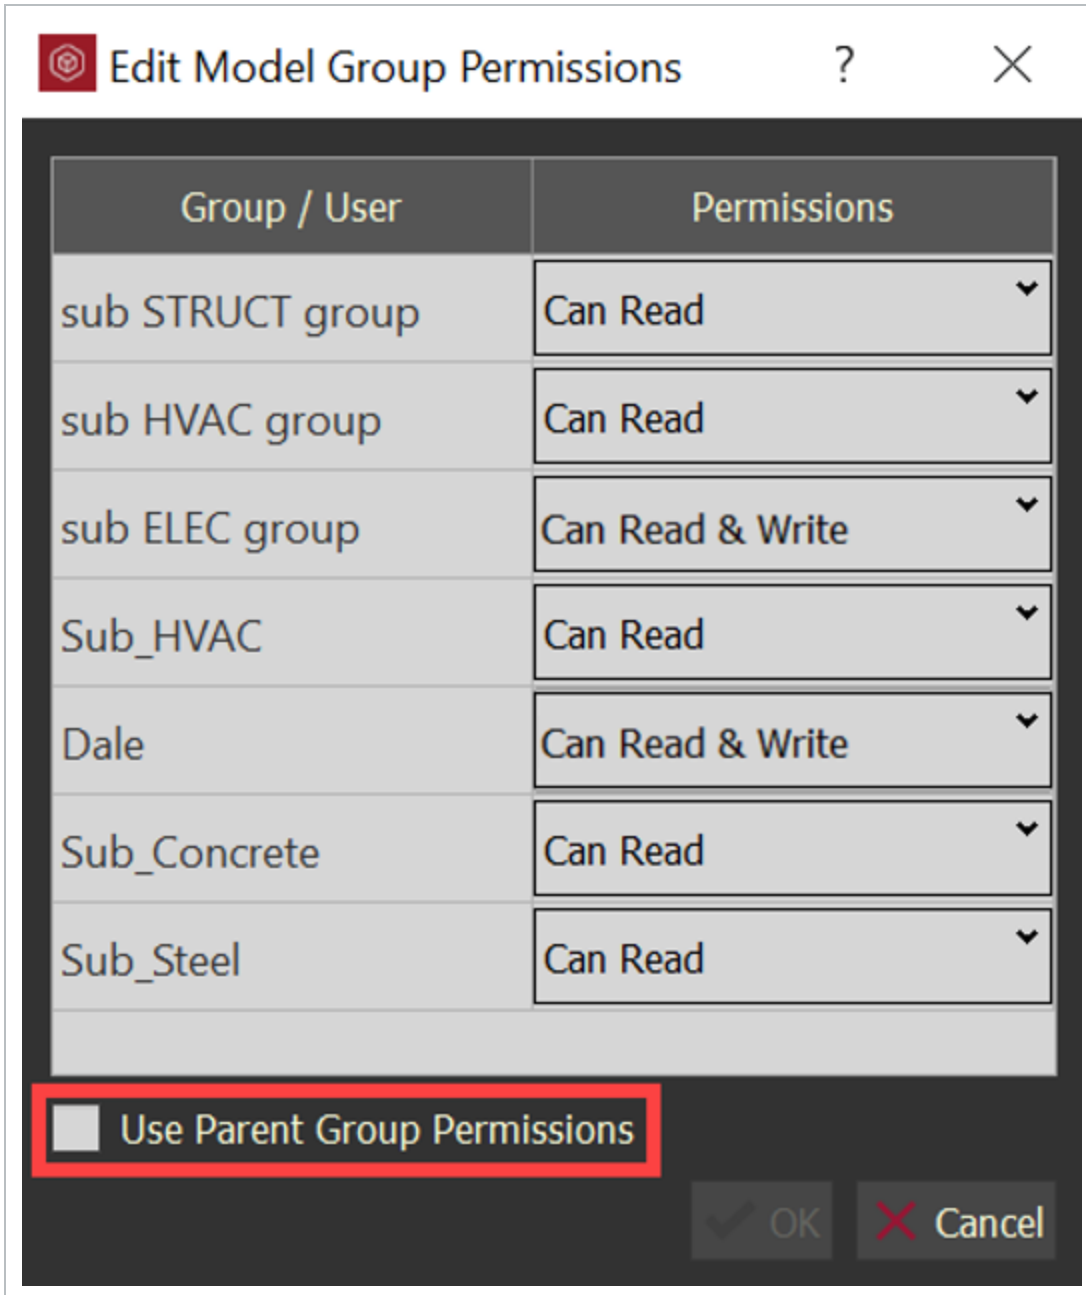 Edit Model Group Permissions ?
Group / User Permissions
sub STRUCT group Can Read
sub HVAC group Can Read
sub ELEC group Can Read & Write
Sub_HVAC Can Read
Dale Can Read & Write
Sub_Concrete Can Read
Sub_Steel Can Read
Use Parent Group Permissions
OK Cancel